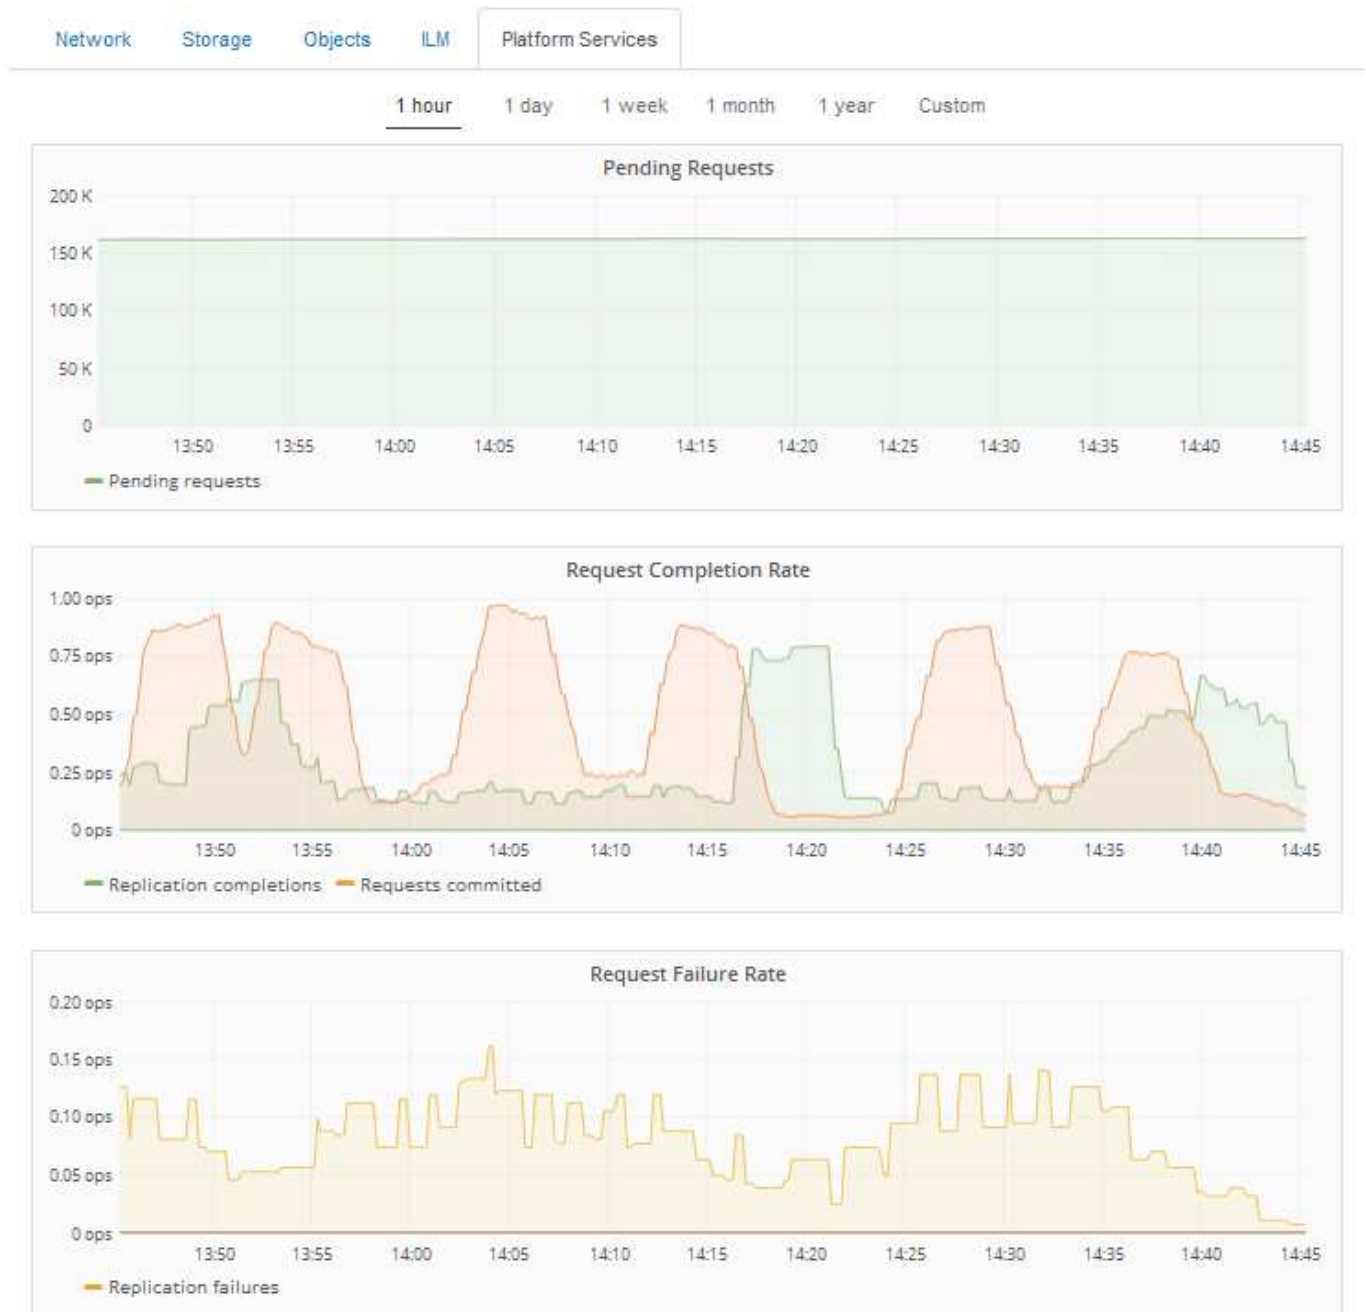 Network Storage Objects ILM Platform Services
1 hour 1 day 1 week 1 month 1 year Custom
Pending Requests
200 K
150 K
100 K
50 K
0
13:50 13:55 14:00 14:05 14:10 14:15 14:20 14:25 14:30 14:35 14:40 14:45
Pending requests
Request Completion Rate
1.00 ops
0.75 ops
0.50 ops
0.25 ops
0 ops
13:50 13:55 14:00 14:05 14:10 14:15 14:20 14:25 14:30 14:35 14:40 14:45
Replication completions Requests committed
Request Failure Rate
0.20 ops
0.15 ops
0.10 ops
0.05 ops
0 ops
13:50 13:55 14:00 14:05 14:10 14:15 14:20 14:25 14:30 14:35 14:40 14:45
Replication failures